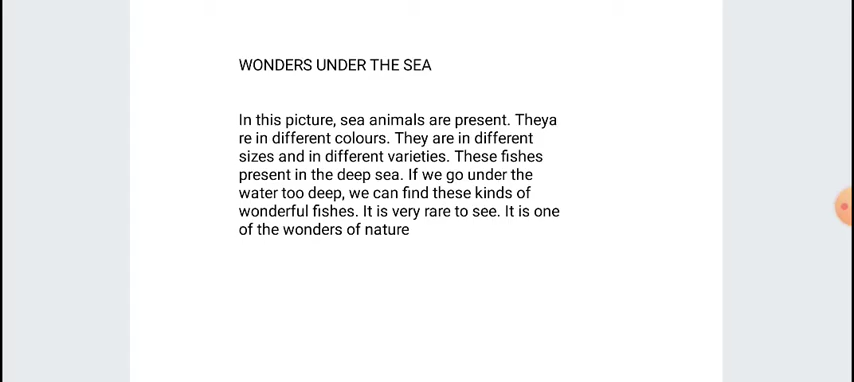 WONDERS UNDER THE SEA
In this picture, sea animals are present. Theya
re in different colours. They are in different
sizes and in different varieties. These fishes
present in the deep sea. If we go under the
water too deep, we can find these kinds of
wonderful fishes. It is very rare to see. It is one
of the wonders of nature